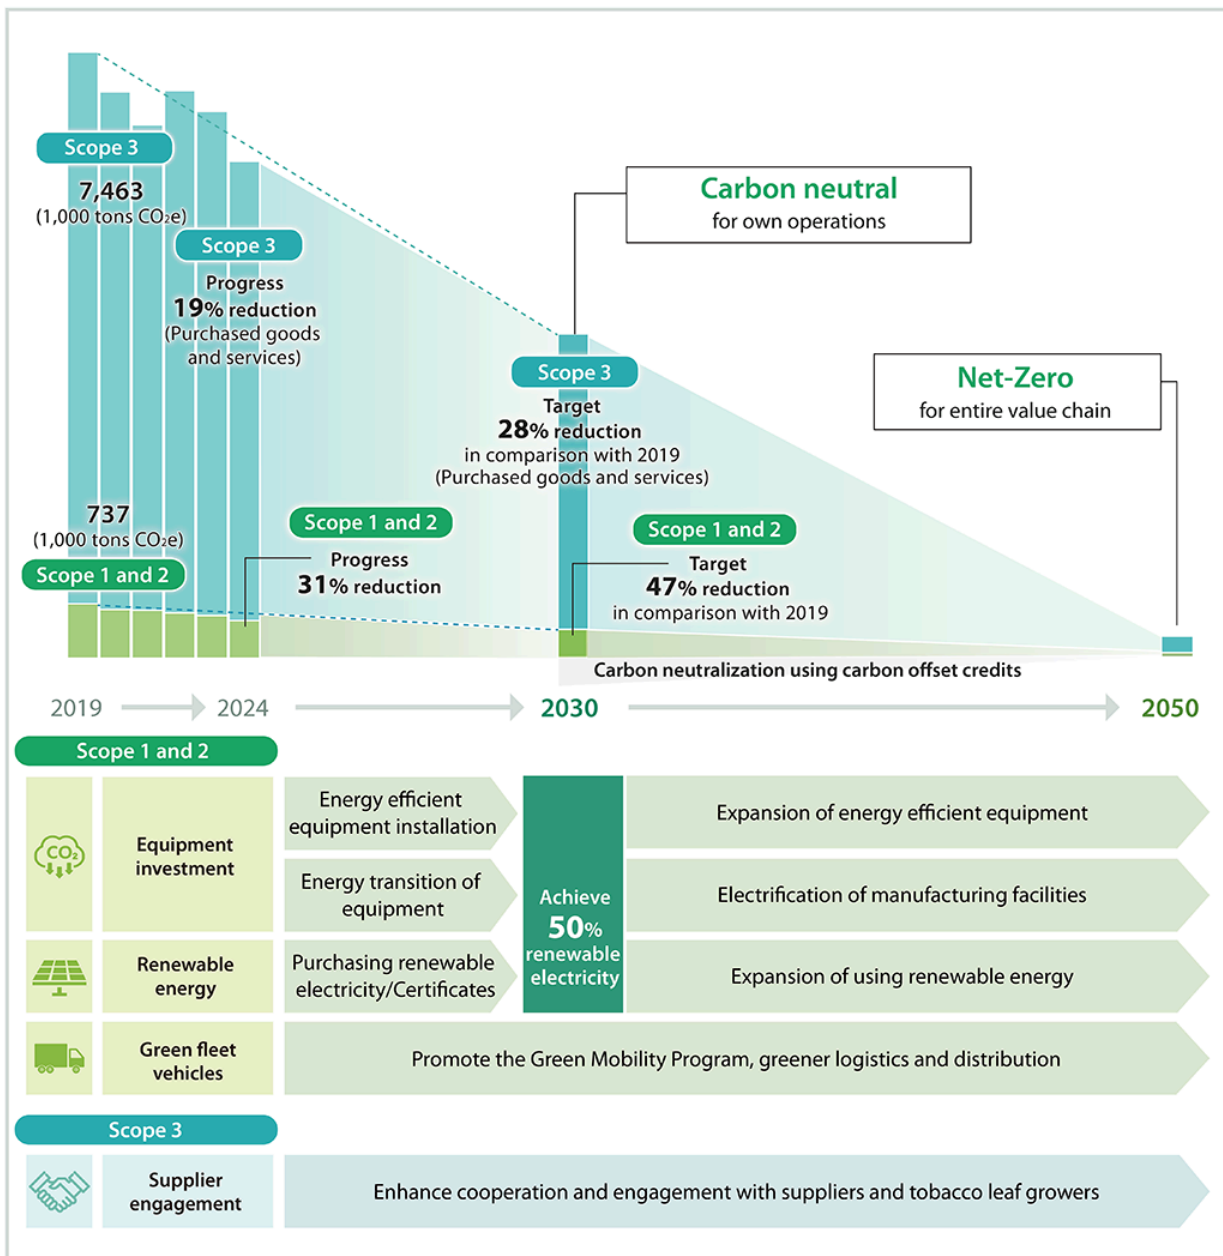 Scope 3
7,463
(1,000 tons CO₂e)
Scope 3
Progress
19% reduction
(Purchased goods
and services)
Carbon neutral
for own operations
Scope 3
Target
28% reduction
in comparison with 2019
(Purchased goods and services)
Net-Zero
for entire value chain
737
(1,000 tons CO₂e)
Scope 1 and 2
Scope 1 and 2
Progress
31% reduction
Scope 1 and 2
Target
47% reduction
in comparison with 2019
Carbon neutralization using carbon offset credits
2019
2024
2030
2050
Scope 1 and 2
CO₂
Equipment
investment
Energy efficient
equipment installation
Energy transition of
equipment
Achieve
50%
renewable
electricity
Expansion of energy efficient equipment
Electrification of manufacturing facilities
Renewable
energy
Purchasing renewable
electricity/Certificates
Expansion of using renewable energy
Green fleet
vehicles
Promote the Green Mobility Program, greener logistics and distribution
Scope 3
Supplier
engagement
Enhance cooperation and engagement with suppliers and tobacco leaf growers